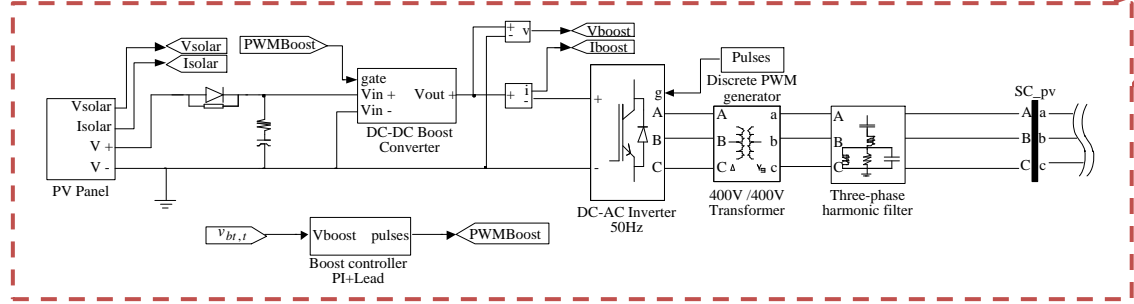 Vsolar
Isolar
PWMBoost
Vboost
Iboost
+
-
v
Pulses
Discrete PWM
generator
gate
Vin +
Vin -
Vout +
DC-DC Boost
Converter
+
-
i
Vsolar
Isolar
V +
V -
PV Panel
+
-
g
A
B
C
DC-AC Inverter
50Hz
A
B
C
a
b
c
Δ
400V /400V
Transformer
A
B
C
Three-phase
harmonic filter
SC_pv
A a
B b
C c
vbt,t
Vboost pulses
PWMBoost
Boost controller
PI+Lead